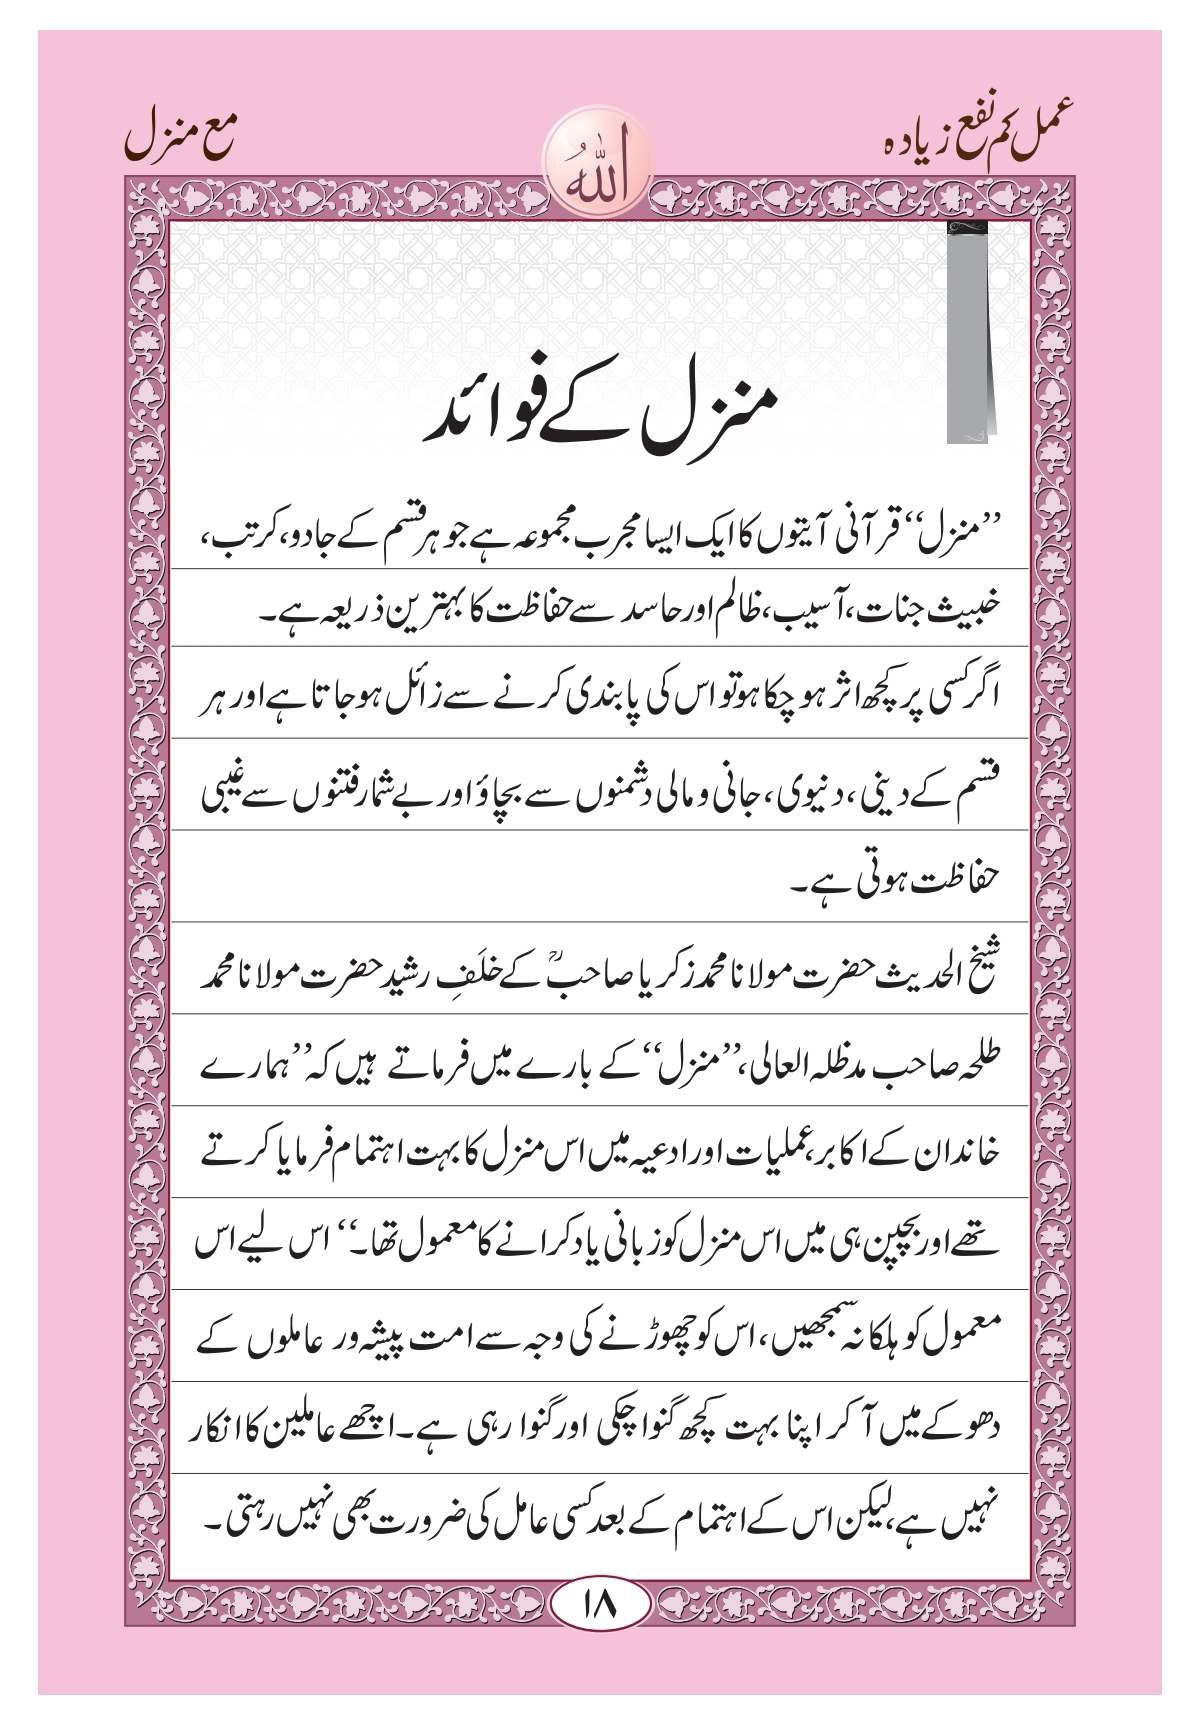 عمل کم نفع زیادہ
اللہ
مع منزل
منزل کے فوائد
’’منزل‘‘ قرآنی آیتوں کا ایک ایسا مجرب مجموعہ ہے جو ہر قسم کے جادو، کرتب،
خبیث جنات، آسیب، ظالم اور حاسد سے حفاظت کا بہترین ذریعہ ہے۔
اگر کسی پر کچھ اثر ہو چکا ہو تو اس کی پابندی کرنے سے زائل ہو جاتا ہے اور ہر
قسم کے دینی، دنیوی، جانی و مالی دشمنوں سے بچاؤ اور بے شمار فتنوں سے غیبی
حفاظت ہوتی ہے۔
شیخ الحدیث حضرت مولانا محمد زکریا صاحبؒ کے خلَفِ رشید حضرت مولانا محمد
طلحہ صاحب مدظلہ العالی، ’’منزل‘‘ کے بارے میں فرماتے ہیں کہ ’’ہمارے
خاندان کے اکابر، عملیات اور ادعیہ میں اس منزل کا بہت اہتمام فرمایا کرتے
تھے اور بچپن ہی میں اس منزل کو زبانی یاد کرانے کا معمول تھا۔‘‘ اس لیے اس
معمول کو ہلکا نہ سمجھیں، اس کو چھوڑنے کی وجہ سے امت پیشہ ور عاملوں کے
دھوکے میں آ کر اپنا بہت کچھ گنوا چکی اور گنوا رہی ہے۔ اچھے عاملین کا انکار
نہیں ہے، لیکن اس کے اہتمام کے بعد کسی عامل کی ضرورت بھی نہیں رہتی۔
۱۸